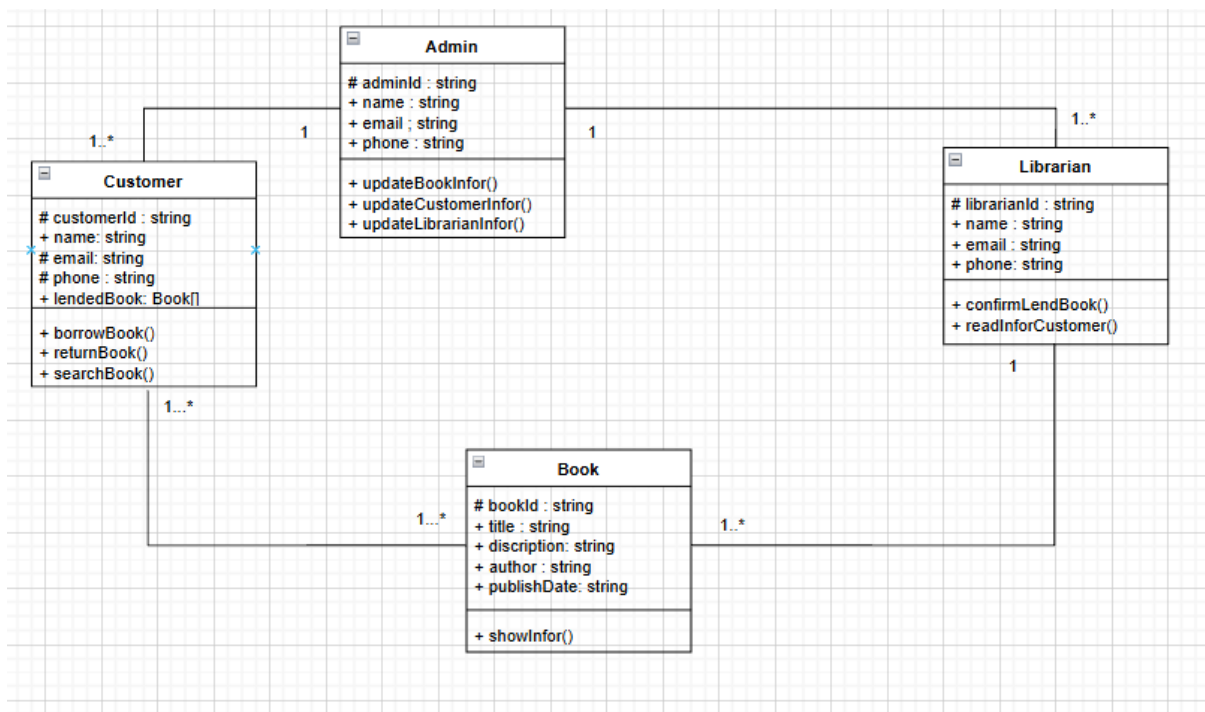 Admin
# adminId : string
+ name : string
+ email ; string
+ phone : string
+ updateBookInfor()
+ updateCustomerInfor()
+ updateLibrarianInfor()
1
1
1..*
1..*
Customer
# customerId : string
+ name: string
# email: string
# phone : string
+ lendedBook: Book[]
+ borrowBook()
+ returnBook()
+ searchBook()
1...*
Librarian
# librarianId : string
+ name : string
+ email : string
+ phone: string
+ confirmLendBook()
+ readInforCustomer()
1
Book
# bookId : string
+ title : string
+ discription: string
+ author : string
+ publishDate: string
+ showInfor()
1...*
1..*